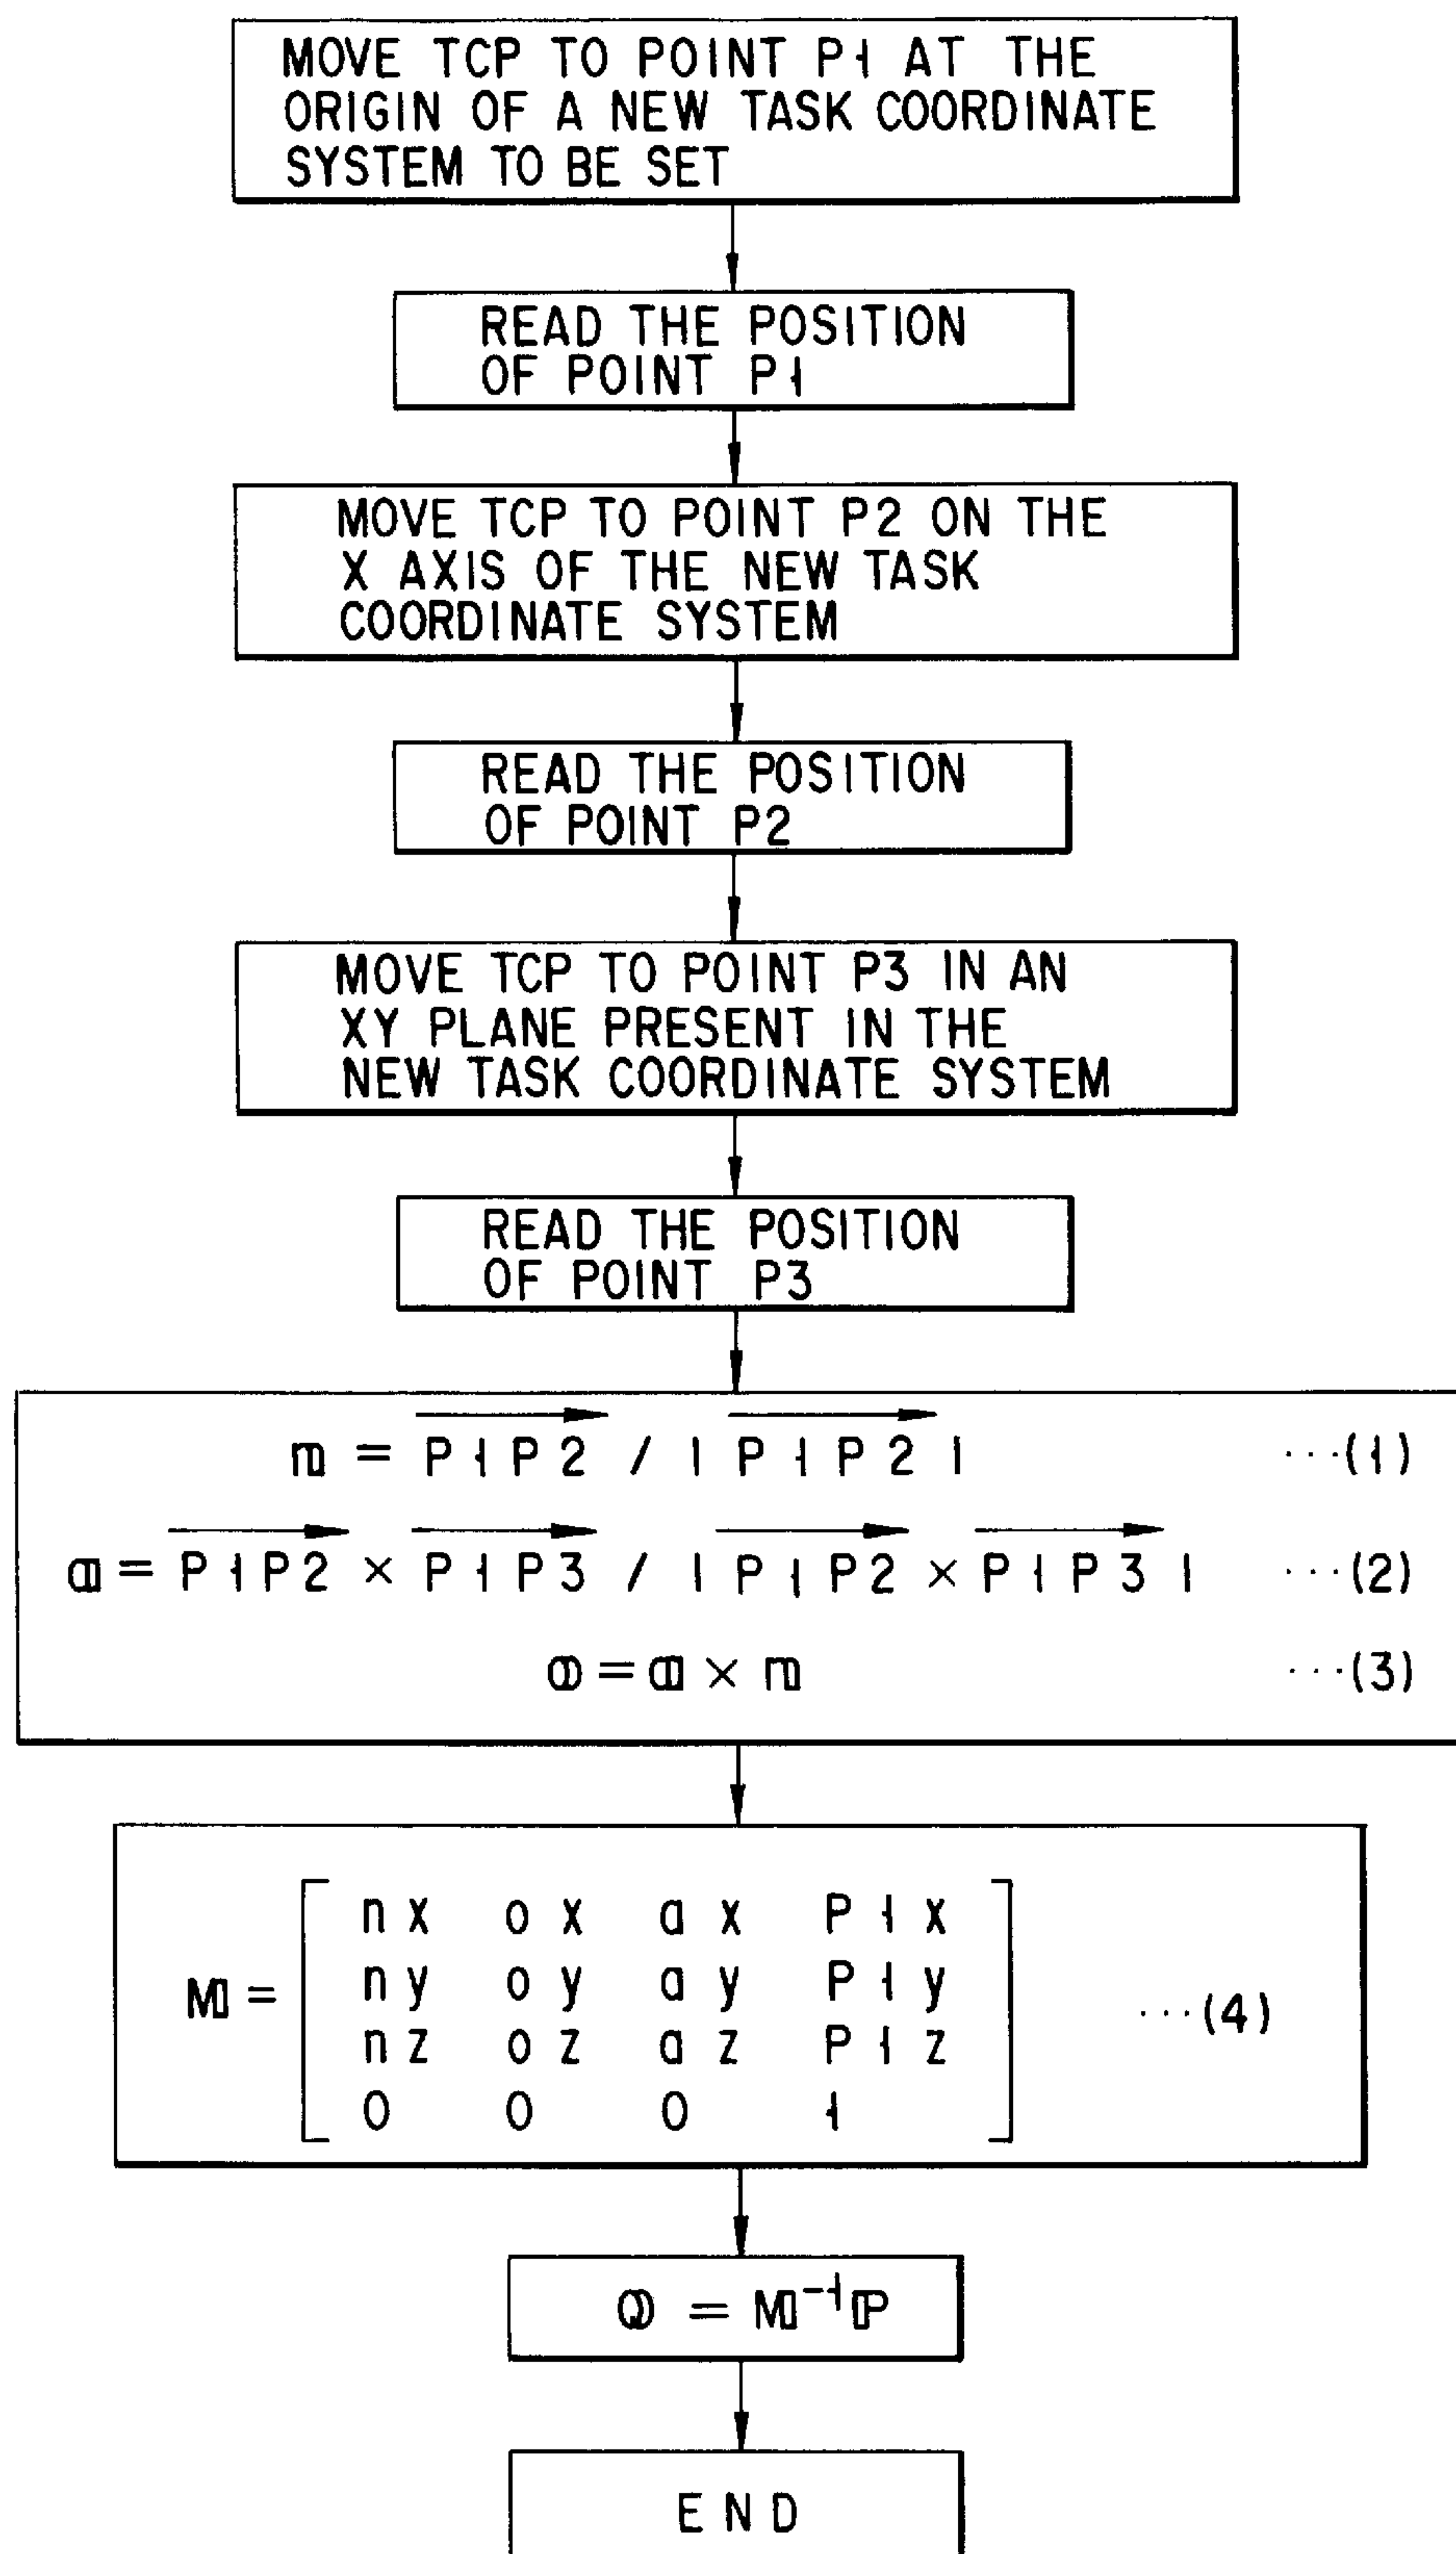 MOVE TCP TO POINT P1 AT THE
ORIGIN OF A NEW TASK COORDINATE
SYSTEM TO BE SET
READ THE POSITION
OF POINT P1
MOVE TCP TO POINT P2 ON THE
X AXIS OF THE NEW TASK
COORDINATE SYSTEM
READ THE POSITION
OF POINT P2
MOVE TCP TO POINT P3 IN AN
XY PLANE PRESENT IN THE
NEW TASK COORDINATE SYSTEM
READ THE POSITION
OF POINT P3
𝕟 = P1P2 / | P1P2 | ···(1)
𝕒 = P1P2 × P1P3 / | P1P2 × P1P3 | ···(2)
𝕠 = 𝕒 × 𝕟 ···(3)
nx ox ax P1x
ny oy ay P1y
𝕄 = ···(4)
nz oz az P1z
0 0 0 1
ℚ = 𝕄⁻¹ℙ
END